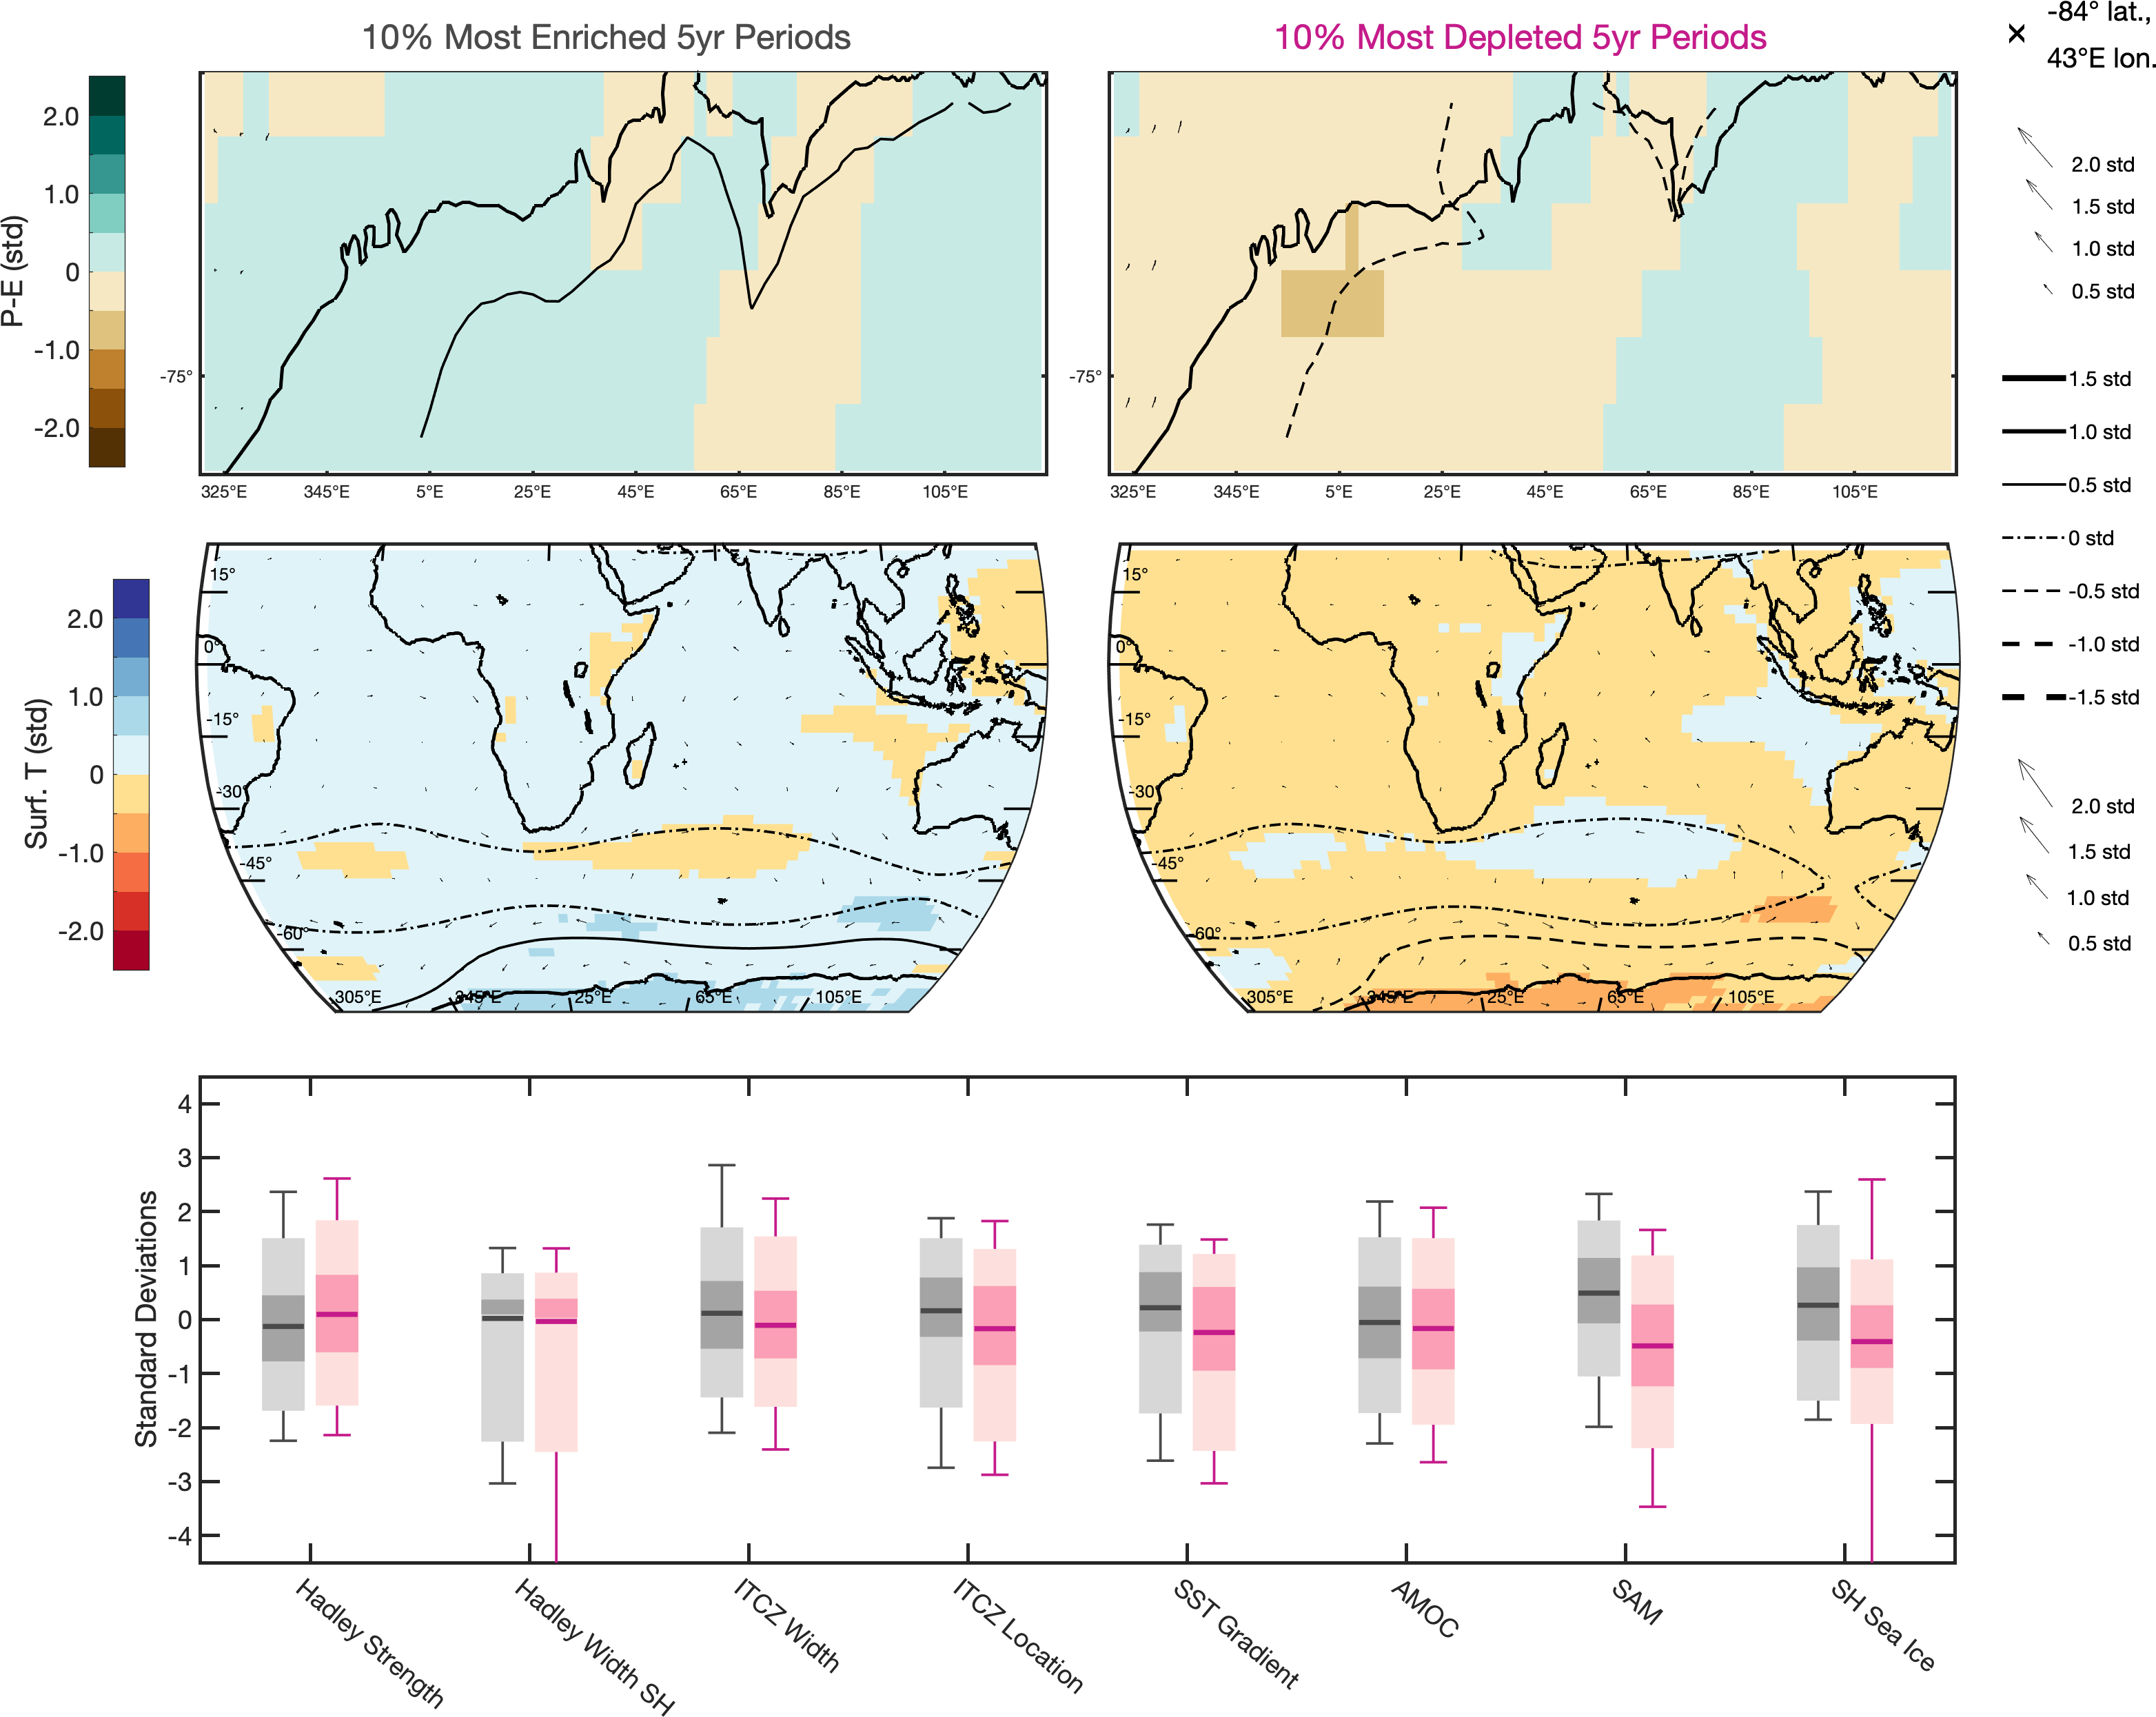 10% Most Enriched 5yr Periods
10% Most Depleted 5yr Periods
-84° lat.,
43°E lon.
P-E (std)
2.0
1.0
0
-1.0
-2.0
-75°
325°E 345°E 5°E 25°E 45°E 65°E 85°E 105°E
-75°
325°E 345°E 5°E 25°E 45°E 65°E 85°E 105°E
2.0 std
1.5 std
1.0 std
0.5 std
1.5 std
1.0 std
0.5 std
0 std
-0.5 std
-1.0 std
-1.5 std
2.0 std
1.5 std
1.0 std
0.5 std
Surf. T (std)
2.0
1.0
0
-1.0
-2.0
15°
0°
-15°
-30°
-45°
-60°
305°E 345°E 25°E 65°E 105°E
15°
0°
-15°
-30°
-45°
-60°
305°E 345°E 25°E 65°E 105°E
Standard Deviations
4
3
2
1
0
-1
-2
-3
-4
Hadley Strength
Hadley Width SH
ITCZ Width
ITCZ Location
SST Gradient
AMOC
SAM
SH Sea Ice